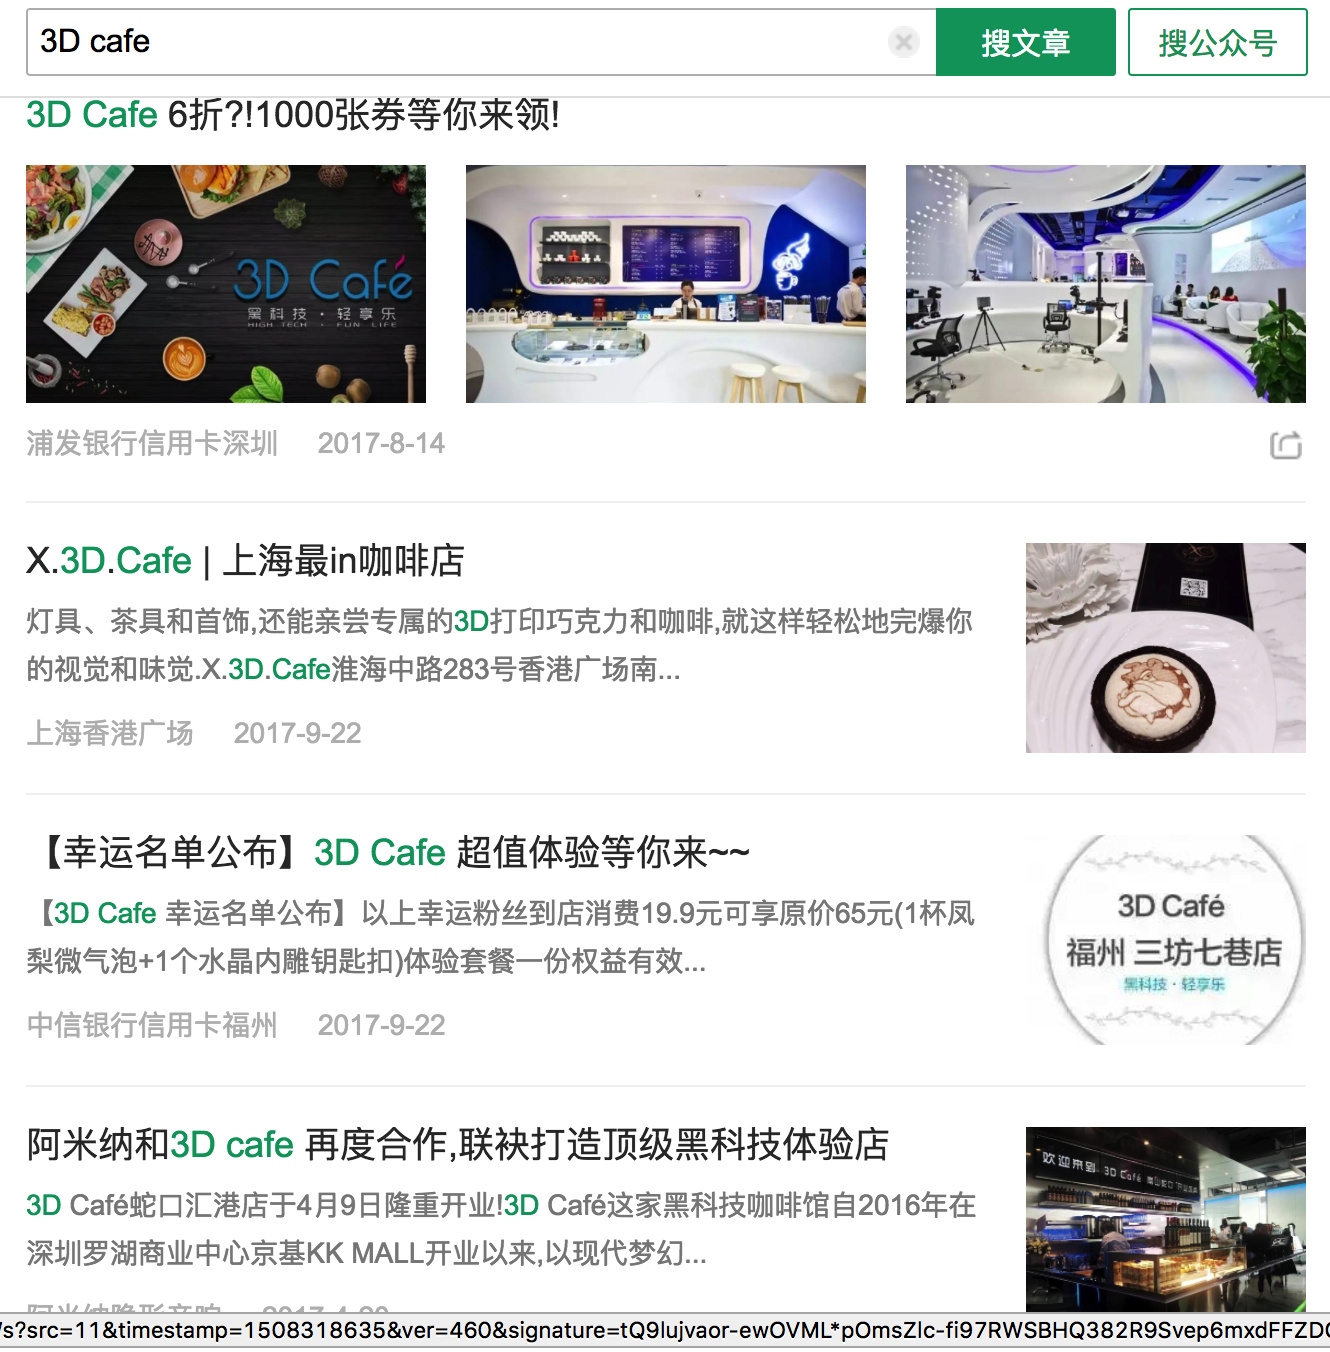 3D cafe
搜文章
搜公众号
3D Cafe 6折?!1000张券等你来领!
3D Café
黑科技·轻享乐
HIGH TECH · FUN LIFE
浦发银行信用卡深圳 2017-8-14
X.3D.Cafe | 上海最in咖啡店
灯具、茶具和首饰,还能亲尝专属的3D打印巧克力和咖啡,就这样轻松地完爆你
的视觉和味觉.X.3D.Cafe淮海中路283号香港广场南...
上海香港广场 2017-9-22
【幸运名单公布】3D Cafe 超值体验等你来~~
【3D Cafe 幸运名单公布】以上幸运粉丝到店消费19.9元可享原价65元(1杯凤
梨微气泡+1个水晶内雕钥匙扣)体验套餐一份权益有效...
中信银行信用卡福州 2017-9-22
3D Café
福州 三坊七巷店
黑科技·轻享乐
阿米纳和3D cafe 再度合作,联袂打造顶级黑科技体验店
3D Café蛇口汇港店于4月9日隆重开业!3D Café这家黑科技咖啡馆自2016年在
深圳罗湖商业中心京基KK MALL开业以来,以现代梦幻...
欢迎来到 3D Café
阿米纳隐形音响 2017-4-20
/s?src=11&timestamp=1508318635&ver=460&signature=tQ9lujvaor-ewOVML*pOmsZlc-fi97RWSBHQ382R9Svep6mxdFFZD